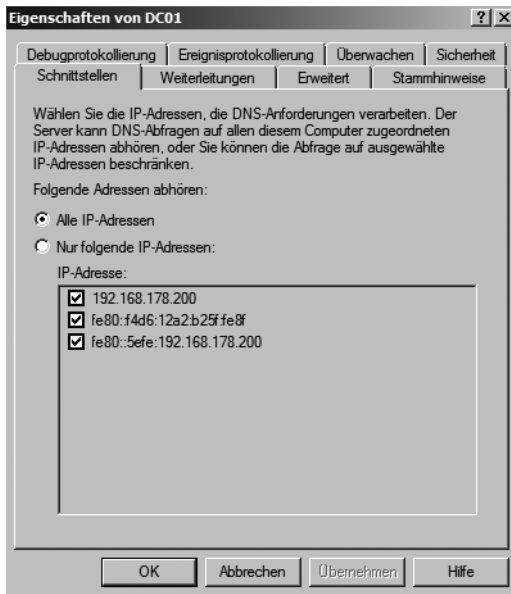 Eigenschaften von DC01
Debugprotokollierung Ereignisprotokollierung Überwachen Sicherheit
Schnittstellen Weiterleitungen Erweitert Stammhinweise
Wählen Sie die IP-Adressen, die DNS-Anforderungen verarbeiten. Der
Server kann DNS-Abfragen auf allen diesem Computer zugeordneten
IP-Adressen abhören, oder Sie können die Abfrage auf ausgewählte
IP-Adressen beschränken.
Folgende Adressen abhören:
Alle IP-Adressen
Nur folgende IP-Adressen:
IP-Adresse:
192.168.178.200
fe80::f4d6:12a2:b25f:fe8f
fe80::5efe:192.168.178.200
OK Abbrechen Übernehmen Hilfe